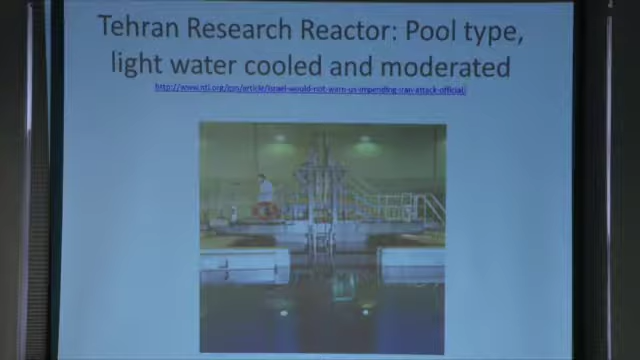 Tehran Research Reactor: Pool type,
light water cooled and moderated
http://www.nti.org/gsn/article/israel-would-not-warn-us-impending-iran-attack-official/